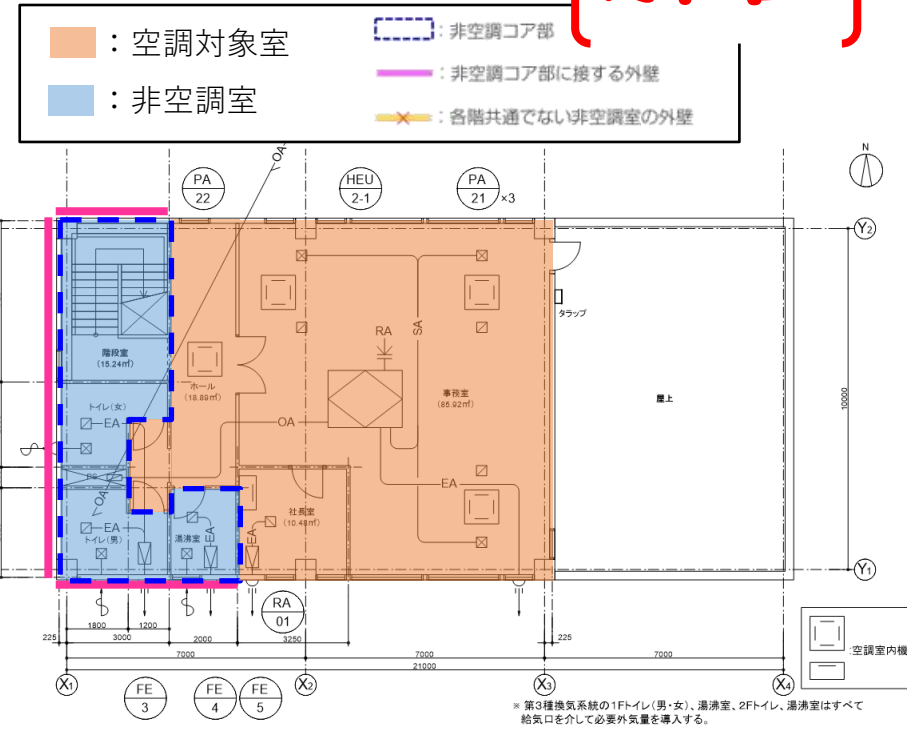 ：空調対象室
：非空調室
：非空調コア部
：非空調コア部に接する外壁
：各階共通でない非空調室の外壁
OA
N
PA
22
HEU
2-1
PA
21
×3
Y2
タラップ
RA
SA
階段室
(15.24㎡)
ホール
(18.89㎡)
事務室
(86.92㎡)
屋上
10000
トイレ(女)
EA
OA
PS
OA
EA
社長室
(10.48㎡)
EA
トイレ(男)
湯沸室
EA
EA
Y1
RA
01
1800
1200
225
3000
2000
3250
225
7000
7000
7000
21000
X1
X2
X3
X4
FE
3
FE
4
FE
5
:空調室内機
※ 第3種換気系統の1Fトイレ(男・女)、湯沸室、2Fトイレ、湯沸室はすべて
給気口を介して必要外気量を導入する。